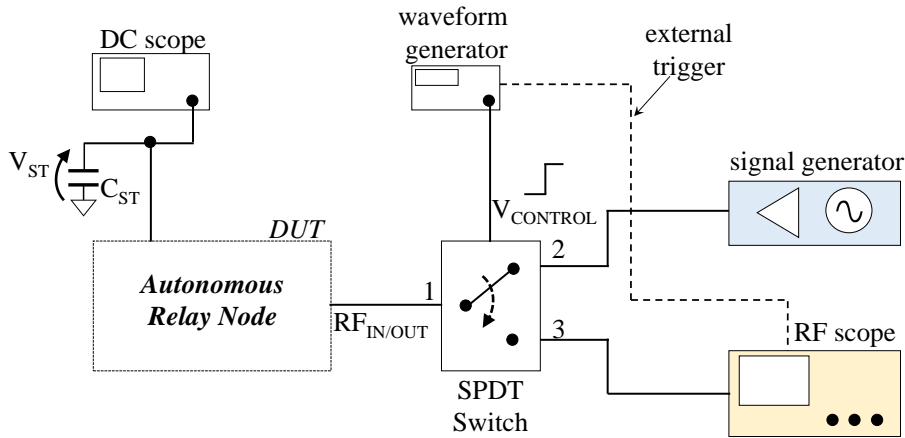 waveform
generator
DC scope
external
trigger
V_ST
C_ST
V_CONTROL
signal generator
DUT
Autonomous
Relay Node
1
2
3
RF_IN/OUT
RF scope
SPDT
Switch